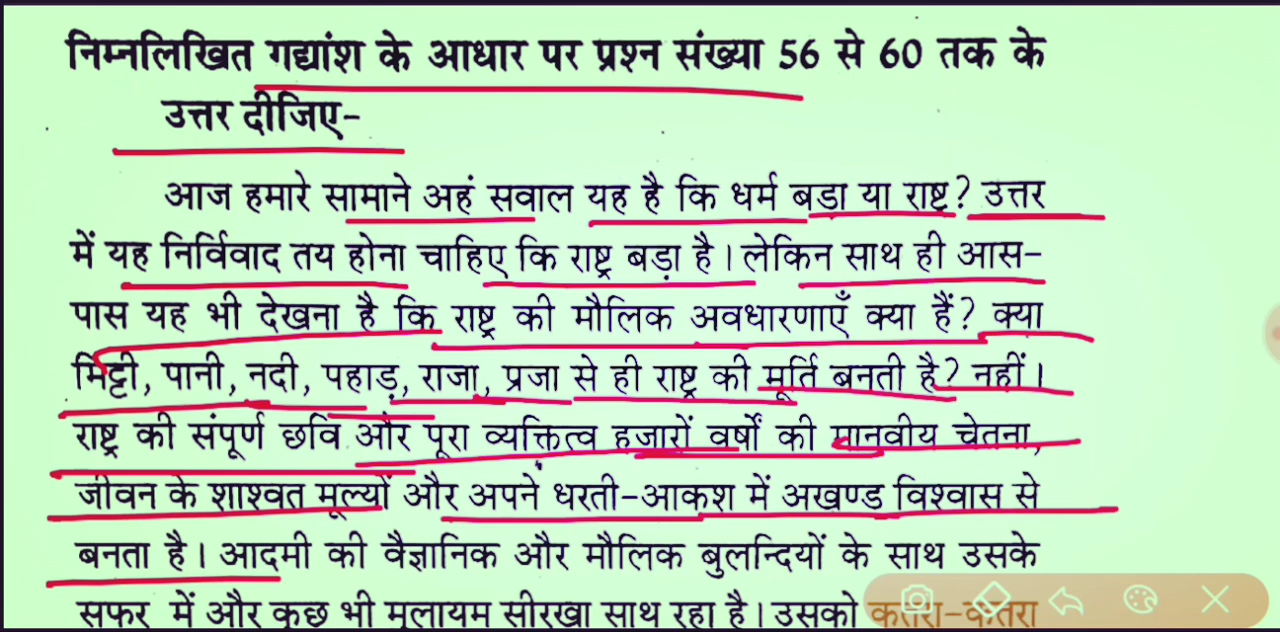 निम्नलिखित गद्यांश के आधार पर प्रश्न संख्या 56 से 60 तक के
उत्तर दीजिए-
आज हमारे सामाने अहं सवाल यह है कि धर्म बडा या राष्ट्र? उत्तर
में यह निर्विवाद तय होना चाहिए कि राष्ट्र बड़ा है। लेकिन साथ ही आस-
पास यह भी देखना है कि राष्ट्र की मौलिक अवधारणाएँ क्या हैं? क्या
मिट्टी, पानी, नदी, पहाड़, राजा, प्रजा से ही राष्ट्र की मूर्ति बनती है? नहीं।
राष्ट्र की संपूर्ण छवि और पूरा व्यक्तित्व हजारों वर्षों की मानवीय चेतना,
जीवन के शाश्वत मूल्यों और अपने धरती-आकश में अखण्ड विश्वास से
बनता है। आदमी की वैज्ञानिक और मौलिक बुलन्दियों के साथ उसके
सफर में और कुछ भी मुलायम सीरखा साथ रहा है। उसको कतरा-कतरा